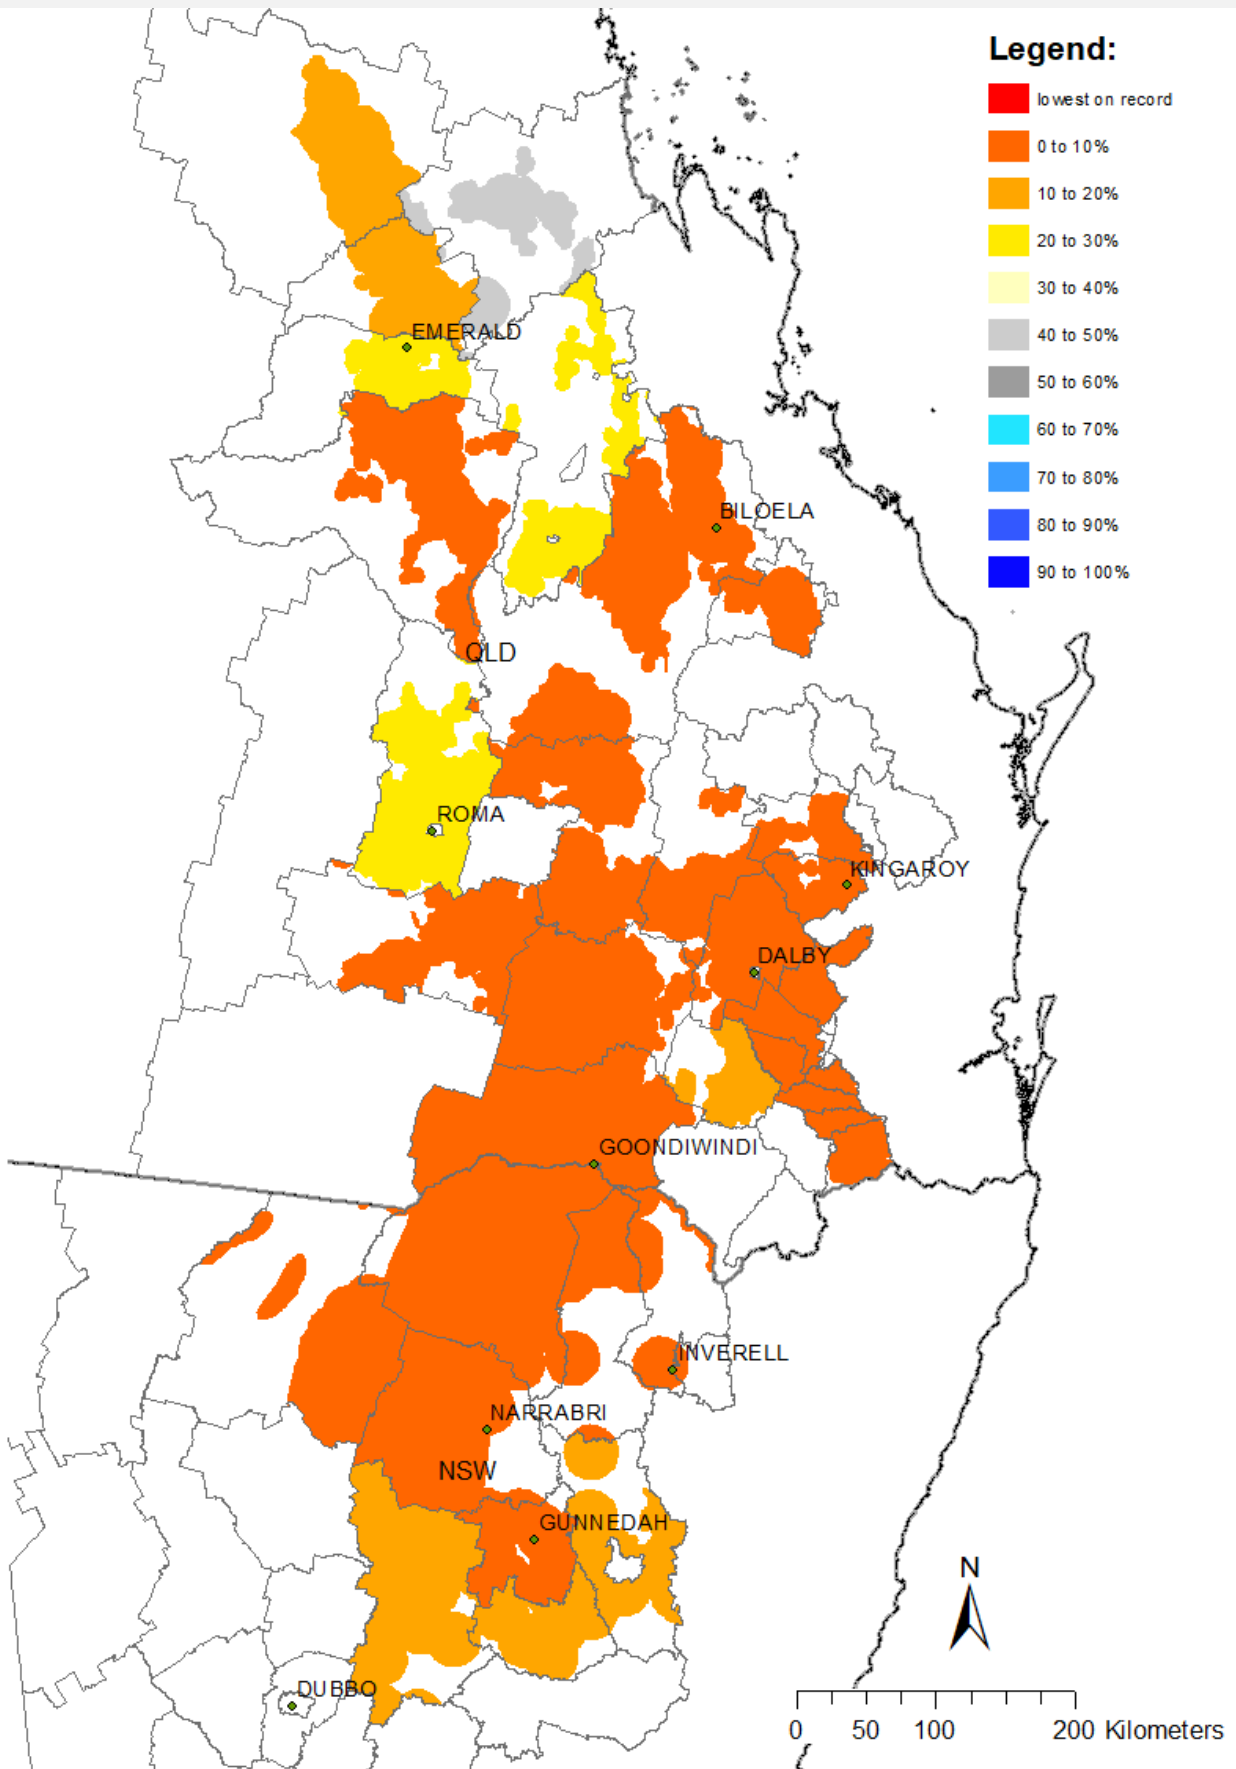 Legend:
lowest on record
0 to 10%
10 to 20%
20 to 30%
30 to 40%
40 to 50%
50 to 60%
60 to 70%
70 to 80%
80 to 90%
90 to 100%
EMERALD
BILOELA
QLD
ROMA
KINGAROY
DALBY
GOONDIWINDI
INVERELL
NARRABRI
NSW
GUNNEDAH
N
DUBBO
0 50 100 200 Kilometers